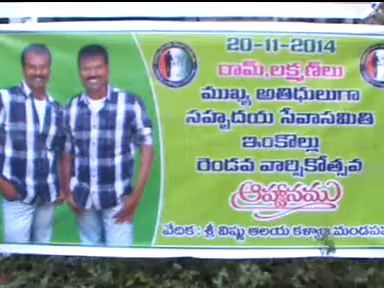 20-11-2014
రామ్,లక్ష్మణ్‌లు
ముఖ్య అతిధులుగా
సహృదయ సేవాసమితి
ఇంకొల్లు
రెండవ వార్షికోత్సవ
ఆహ్వానము
వేదిక : శ్రీ విష్ణు ఆలయ కళ్యాణ మండప